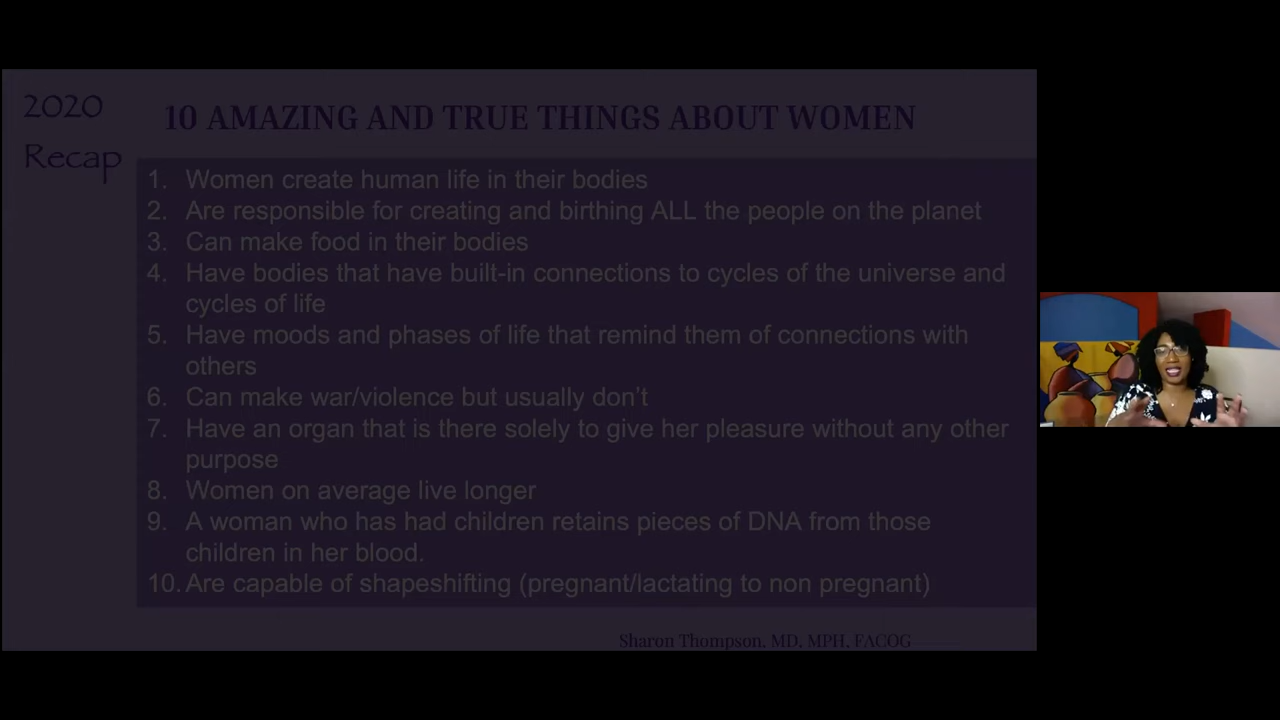 2020
Recap
10 AMAZING AND TRUE THINGS ABOUT WOMEN
1. Women create human life in their bodies
2. Are responsible for creating and birthing ALL the people on the planet
3. Can make food in their bodies
4. Have bodies that have built-in connections to cycles of the universe and
cycles of life
5. Have moods and phases of life that remind them of connections with
others
6. Can make war/violence but usually don’t
7. Have an organ that is there solely to give her pleasure without any other
purpose
8. Women on average live longer
9. A woman who has had children retains pieces of DNA from those
children in her blood.
10. Are capable of shapeshifting (pregnant/lactating to non pregnant)
Sharon Thompson, MD, MPH, FACOG